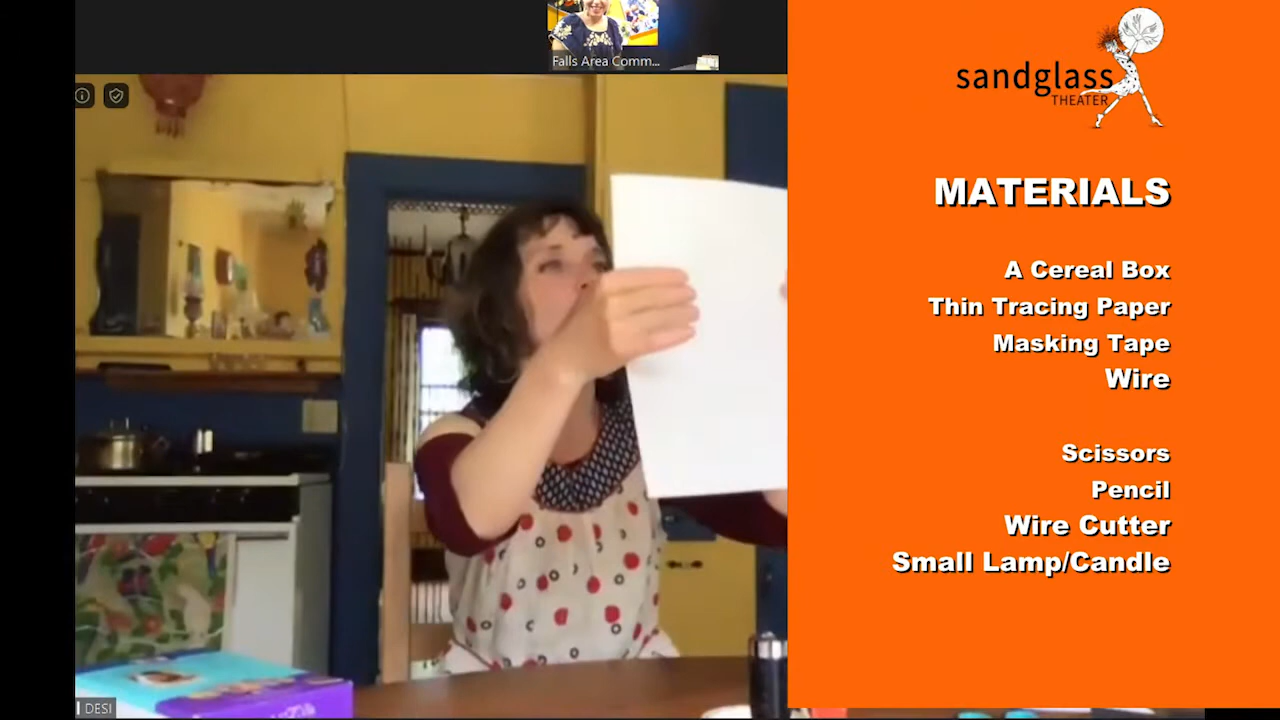 Falls Area Comm...
sandglass
THEATER
MATERIALS
A Cereal Box
Thin Tracing Paper
Masking Tape
Wire
Scissors
Pencil
Wire Cutter
Small Lamp/Candle
DESI